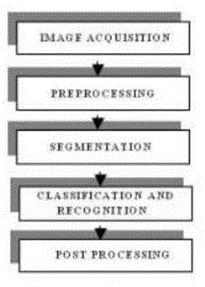 IMAGE ACQUISITION
PREPROCESSING
SEGMENTATION
CLASSIFICATION AND
RECOGNITION
POST PROCESSING